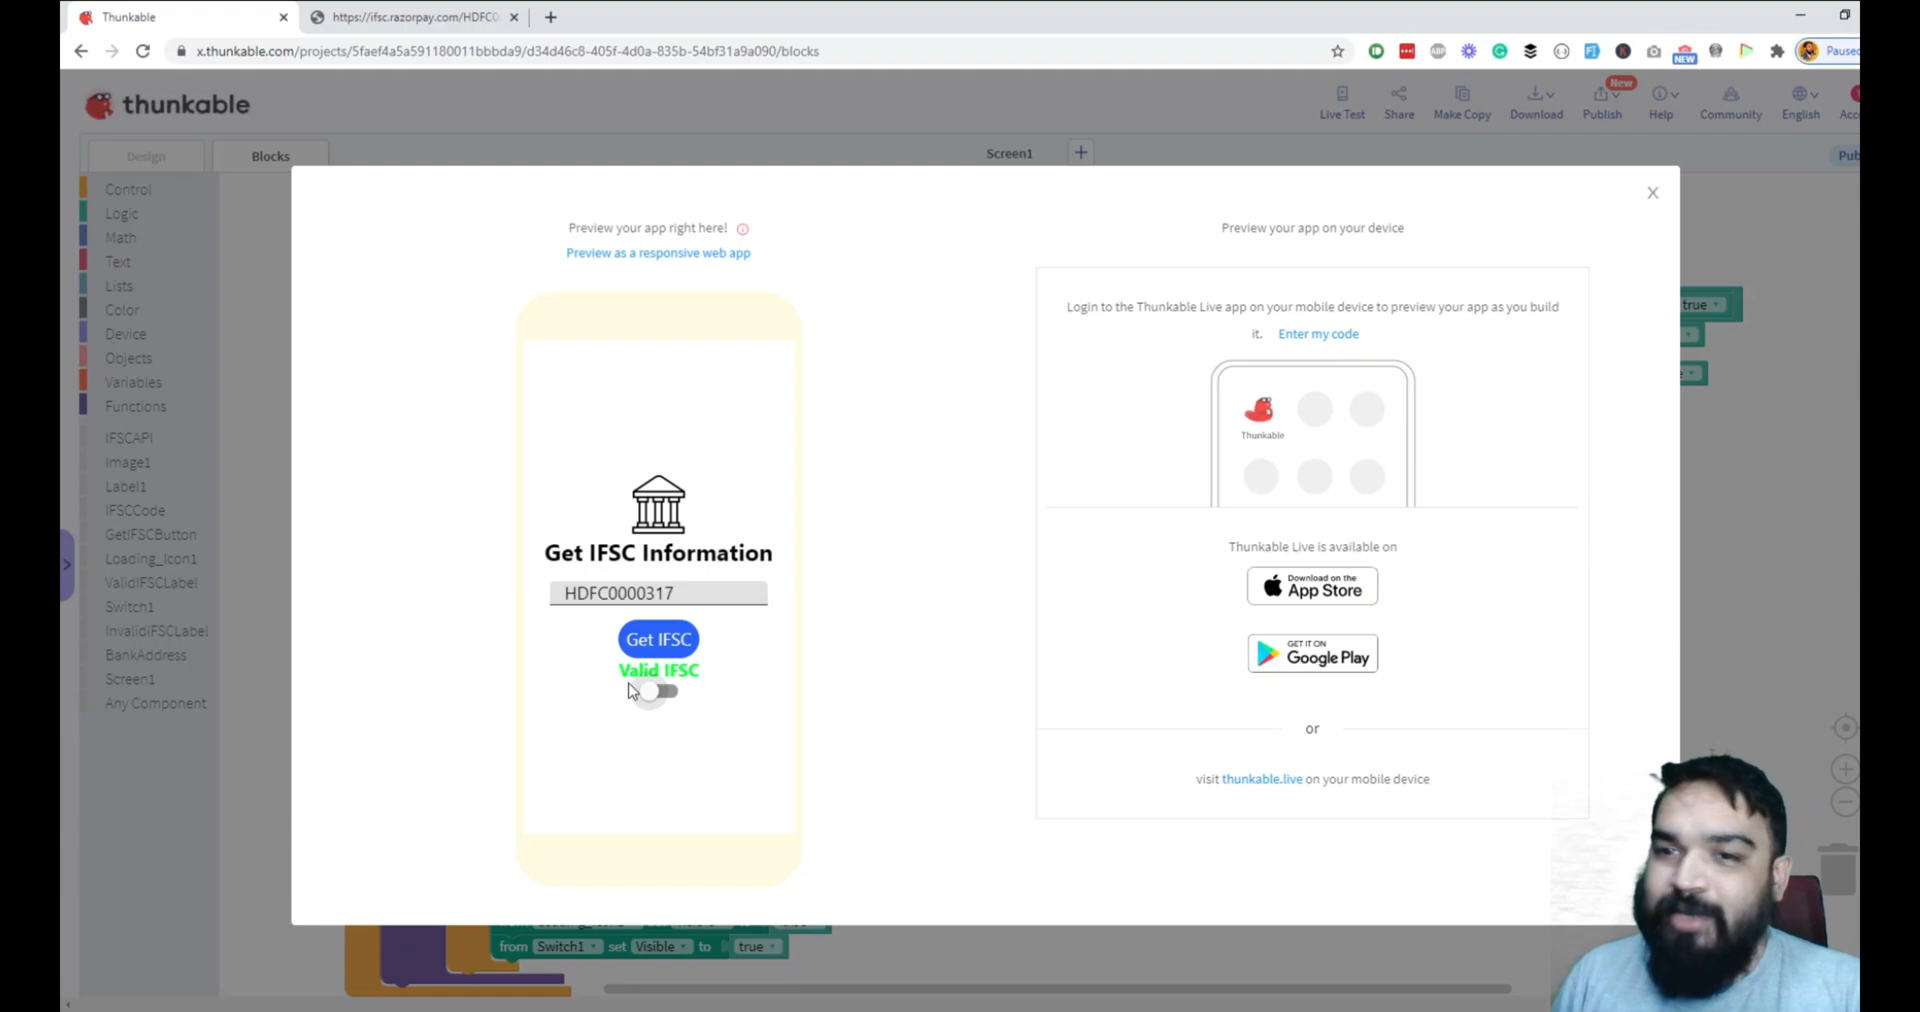 Thunkable
https://ifsc.razorpay.com/HDFC0
x.thunkable.com/projects/5faef4a5a591180011bbbda9/d34d46c8-405f-4d0a-835b-54bf31a9a090/blocks
NEW
Paused
thunkable
New
Live Test
Share
Make Copy
Download
Publish
Help
Community
English
Acc
Design
Blocks
Screen1
Pub
Control
Logic
Math
Text
Lists
Color
Device
Objects
Variables
Functions
IFSCAPI
Image1
Label1
IFSCCode
GetIFSCButton
Loading_Icon1
ValidIFSCLabel
Switch1
InvalidIFSCLabel
BankAddress
Screen1
Any Component
Preview your app right here!
Preview as a responsive web app
Get IFSC Information
HDFC0000317
Get IFSC
Valid IFSC
Preview your app on your device
Login to the Thunkable Live app on your mobile device to preview your app as you build
it. Enter my code
Thunkable
Thunkable Live is available on
Download on the
App Store
GET IT ON
Google Play
or
visit thunkable.live on your mobile device
true
from Switch1 set Visible to true